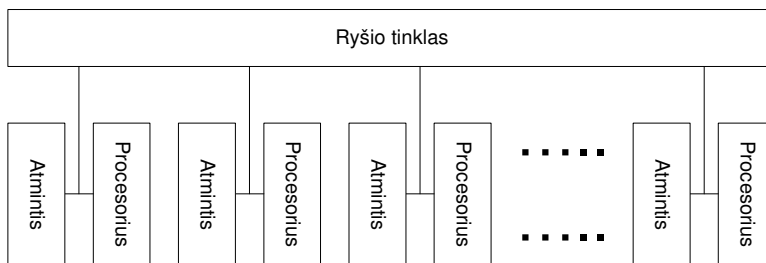 Ryšio tinklas
Atmintis
Procesorius
Atmintis
Procesorius
Atmintis
Procesorius
Atmintis
Procesorius